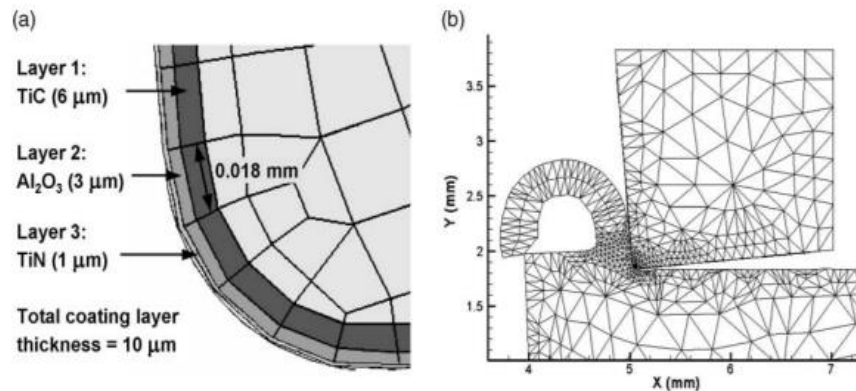 (a)
Layer 1:
TiC (6 μm)
Layer 2:
Al₂O₃ (3 μm)
Layer 3:
TiN (1 μm)
Total coating layer
thickness = 10 μm
0.018 mm
(b)
Y (mm)
3.5
3
2.5
2
1.5
4
5
6
7
X (mm)